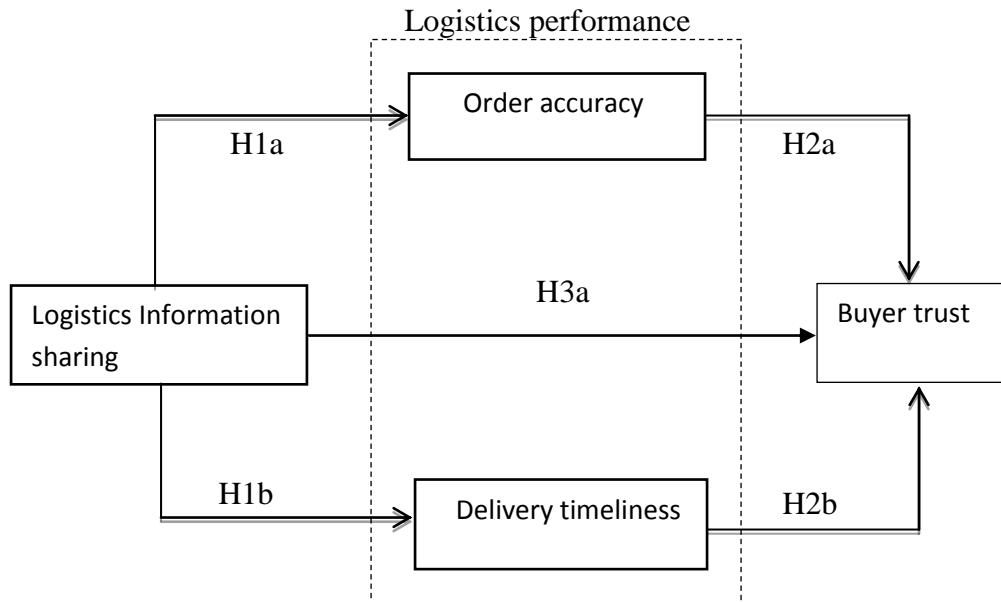 Logistics performance
Order accuracy
H1a
H2a
H3a
Logistics Information
sharing
Buyer trust
H1b
Delivery timeliness
H2b